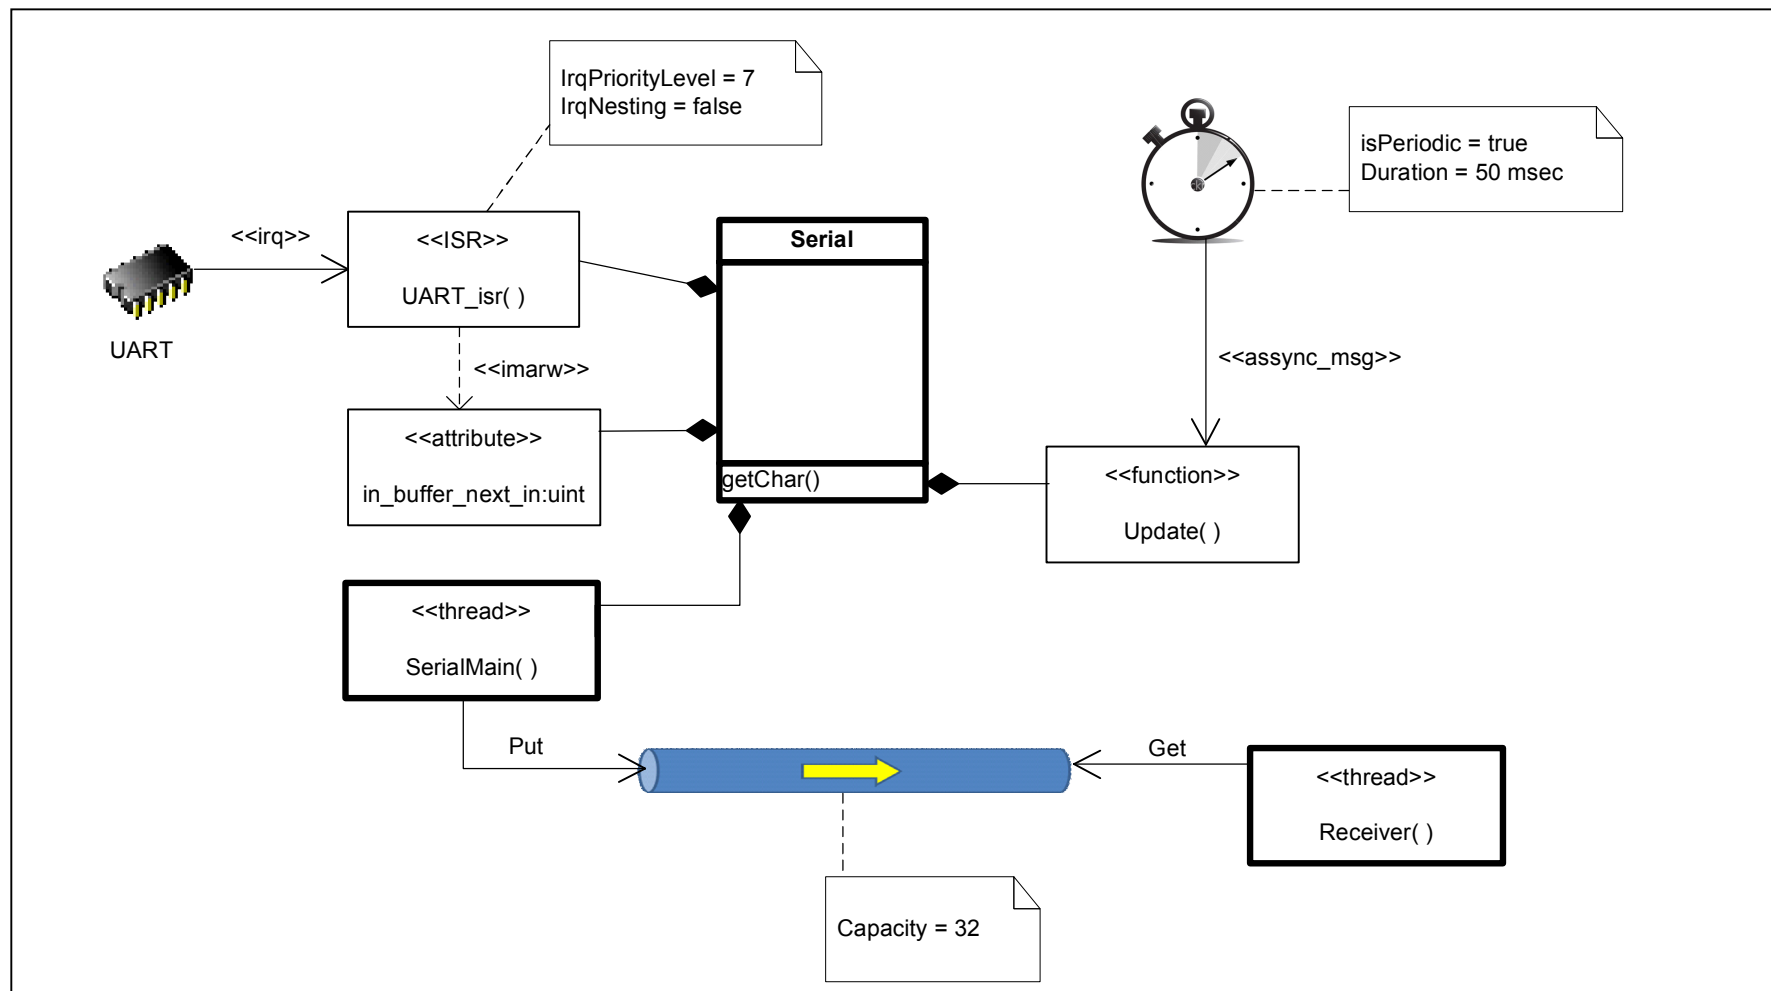 IrqPriorityLevel = 7
IrqNesting = false
isPeriodic = true
Duration = 50 msec
<<irq>>
<<ISR>>
UART_isr( )
Serial
UART
<<imarw>>
<<assync_msg>>
<<attribute>>
in_buffer_next_in:uint
getChar()
<<function>>
Update( )
<<thread>>
SerialMain( )
Put
Get
<<thread>>
Receiver( )
Capacity = 32